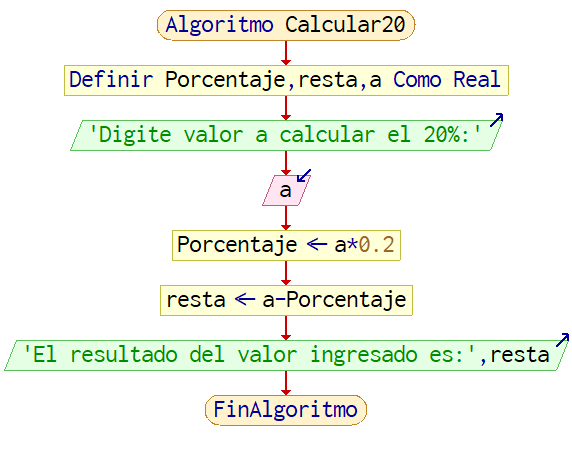 Algoritmo Calcular20
Definir Porcentaje,resta,a Como Real
'Digite valor a calcular el 20%:'
a
Porcentaje ← a*0.2
resta ← a-Porcentaje
'El resultado del valor ingresado es:',resta
FinAlgoritmo